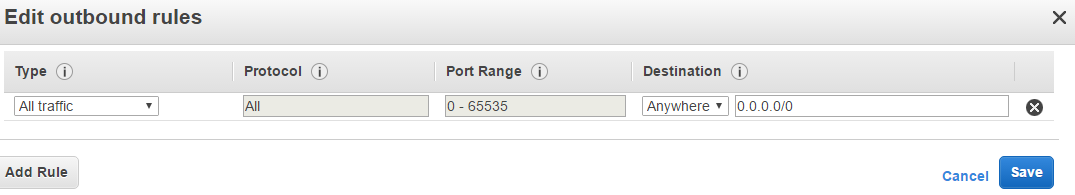 Edit outbound rules
Type Protocol Port Range Destination
All traffic All 0 - 65535 Anywhere 0.0.0.0/0
Add Rule Cancel Save